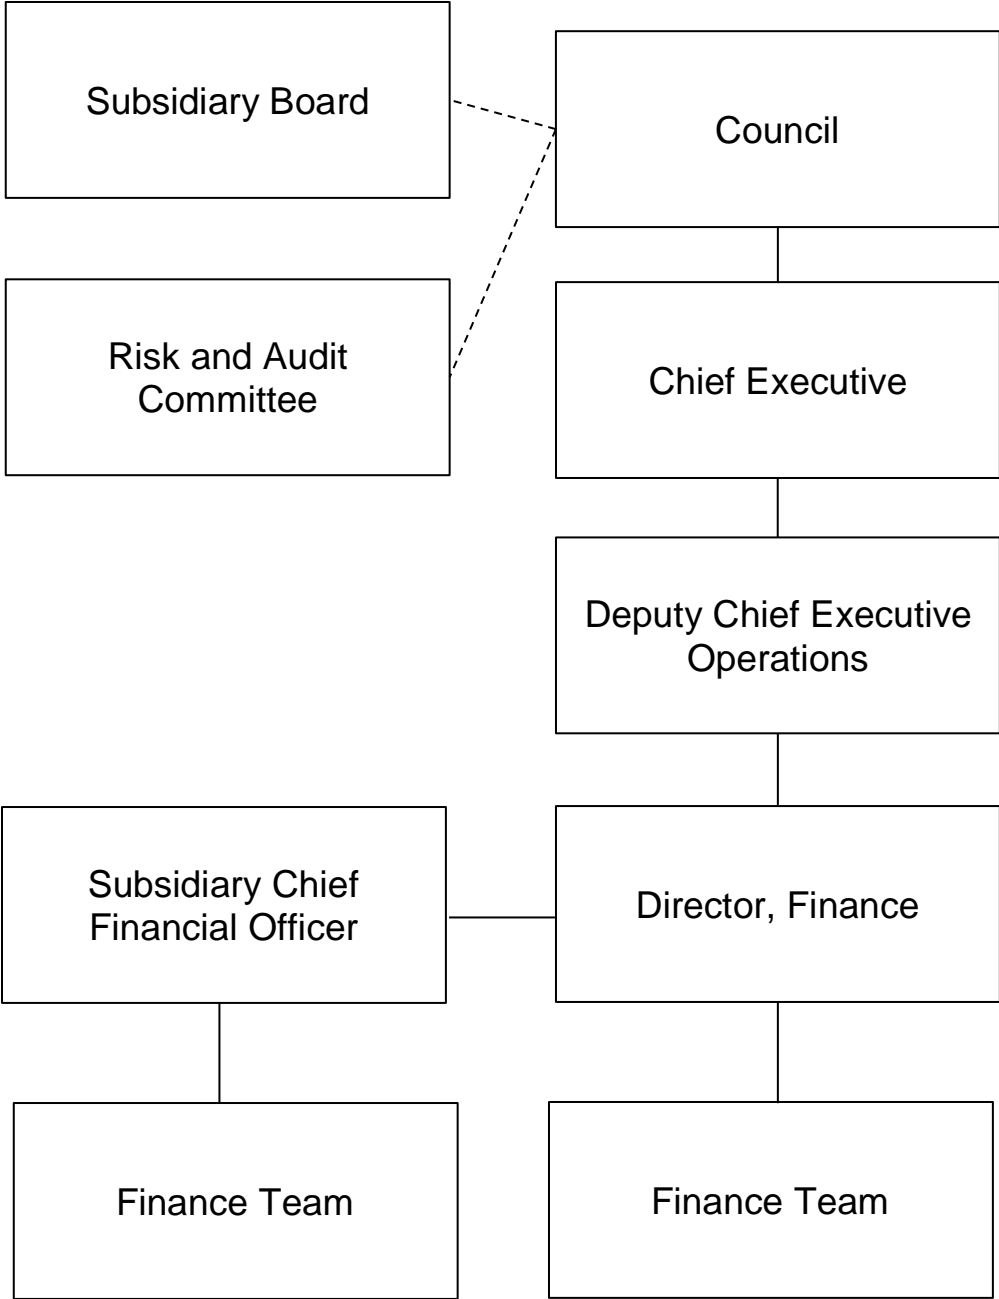 Subsidiary Board
Council
Risk and Audit
Committee
Chief Executive
Deputy Chief Executive
Operations
Subsidiary Chief
Financial Officer
Director, Finance
Finance Team
Finance Team